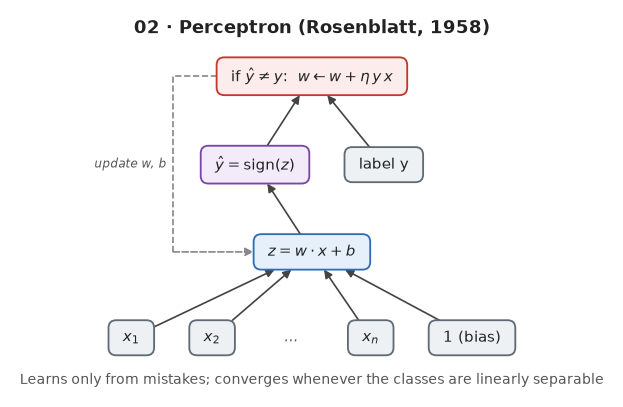 02 · Perceptron (Rosenblatt, 1958)
if ŷ ≠ y: w ← w + η y x
update w, b
ŷ = sign(z)
label y
z = w · x + b
x₁
x₂
...
xₙ
1 (bias)
Learns only from mistakes; converges whenever the classes are linearly separable